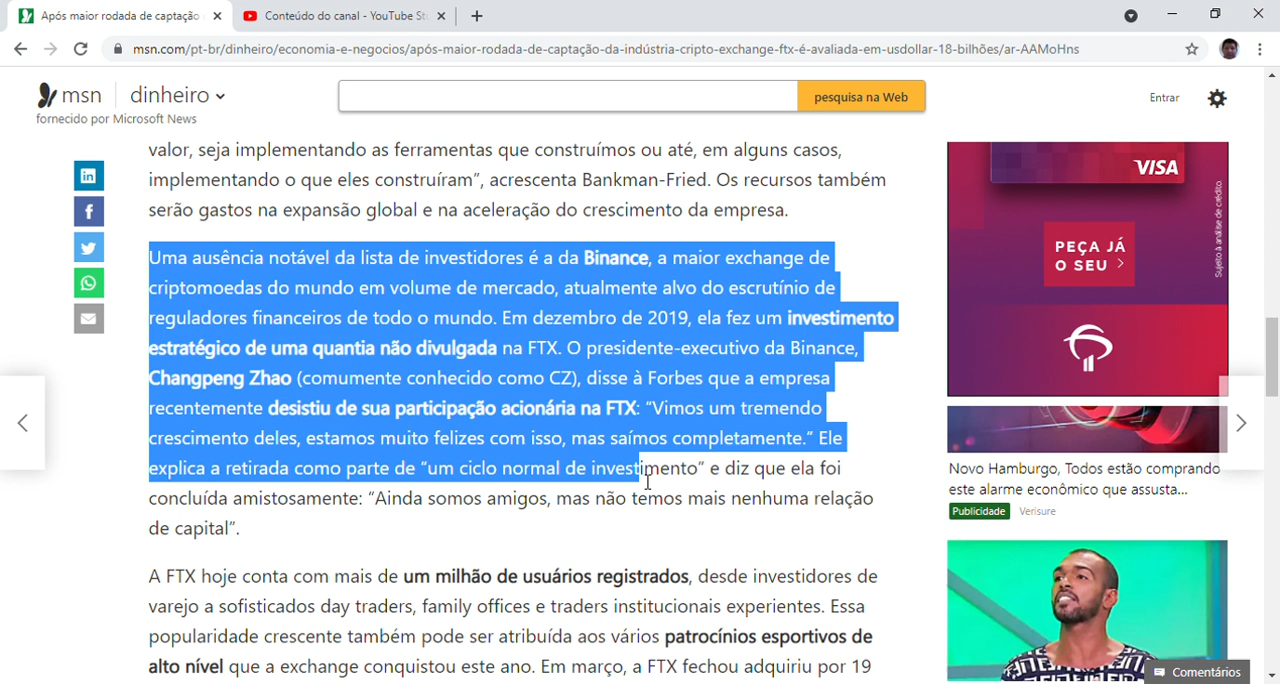 Após maior rodada de captação
Conteúdo do canal - YouTube St
msn.com/pt-br/dinheiro/economia-e-negocios/após-maior-rodada-de-captação-da-indústria-cripto-exchange-ftx-é-avaliada-em-usdollar-18-bilhões/ar-AAMoHns
msn dinheiro
pesquisa na Web
Entrar
fornecido por Microsoft News
valor, seja implementando as ferramentas que construímos ou até, em alguns casos,
implementando o que eles construíram”, acrescenta Bankman-Fried. Os recursos também
serão gastos na expansão global e na aceleração do crescimento da empresa.
Uma ausência notável da lista de investidores é a da Binance, a maior exchange de
criptomoedas do mundo em volume de mercado, atualmente alvo do escrutínio de
reguladores financeiros de todo o mundo. Em dezembro de 2019, ela fez um investimento
estratégico de uma quantia não divulgada na FTX. O presidente-executivo da Binance,
Changpeng Zhao (comumente conhecido como CZ), disse à Forbes que a empresa
recentemente desistiu de sua participação acionária na FTX: “Vimos um tremendo
crescimento deles, estamos muito felizes com isso, mas saímos completamente.” Ele
explica a retirada como parte de “um ciclo normal de investimento” e diz que ela foi
concluída amistosamente: “Ainda somos amigos, mas não temos mais nenhuma relação
de capital”.
A FTX hoje conta com mais de um milhão de usuários registrados, desde investidores de
varejo a sofisticados day traders, family offices e traders institucionais experientes. Essa
popularidade crescente também pode ser atribuída aos vários patrocínios esportivos de
alto nível que a exchange conquistou este ano. Em março, a FTX fechou adquiriu por 19
VISA
Sujeito à análise de crédito.
PEÇA JÁ
O SEU >
Novo Hamburgo, Todos estão comprando
este alarme econômico que assusta...
Publicidade Verisure
Comentários